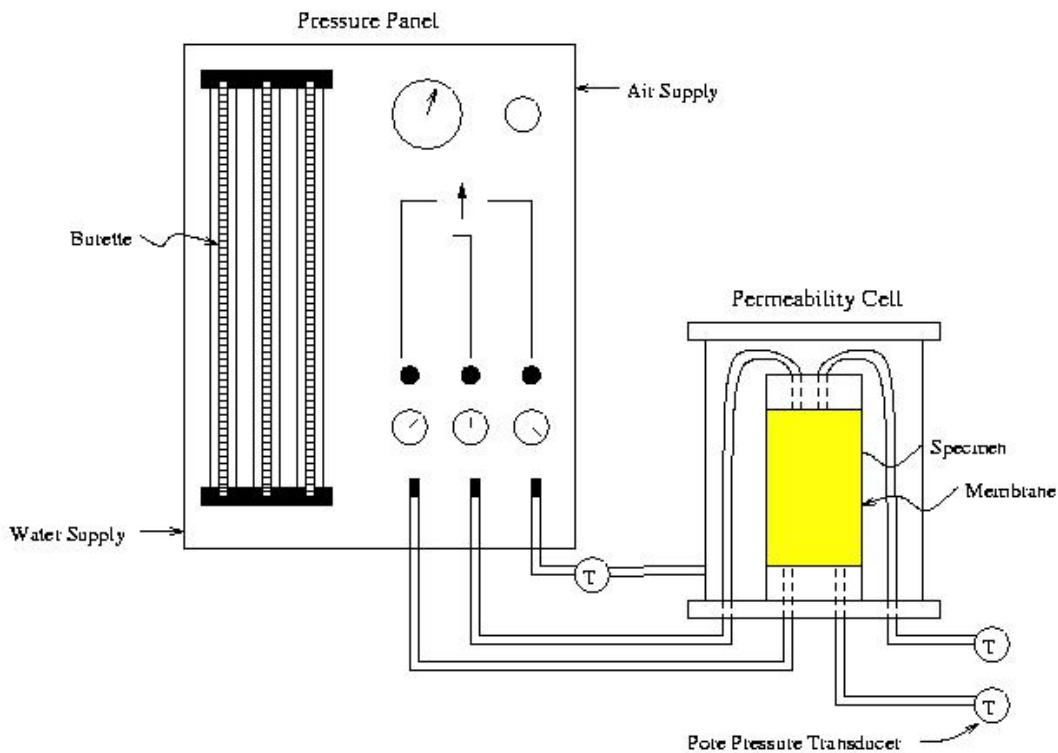 Pressure Panel
Air Supply
Burette
Permeability Cell
Specimen
Membrane
Water Supply
T
T
T
Pore Pressure Transducer